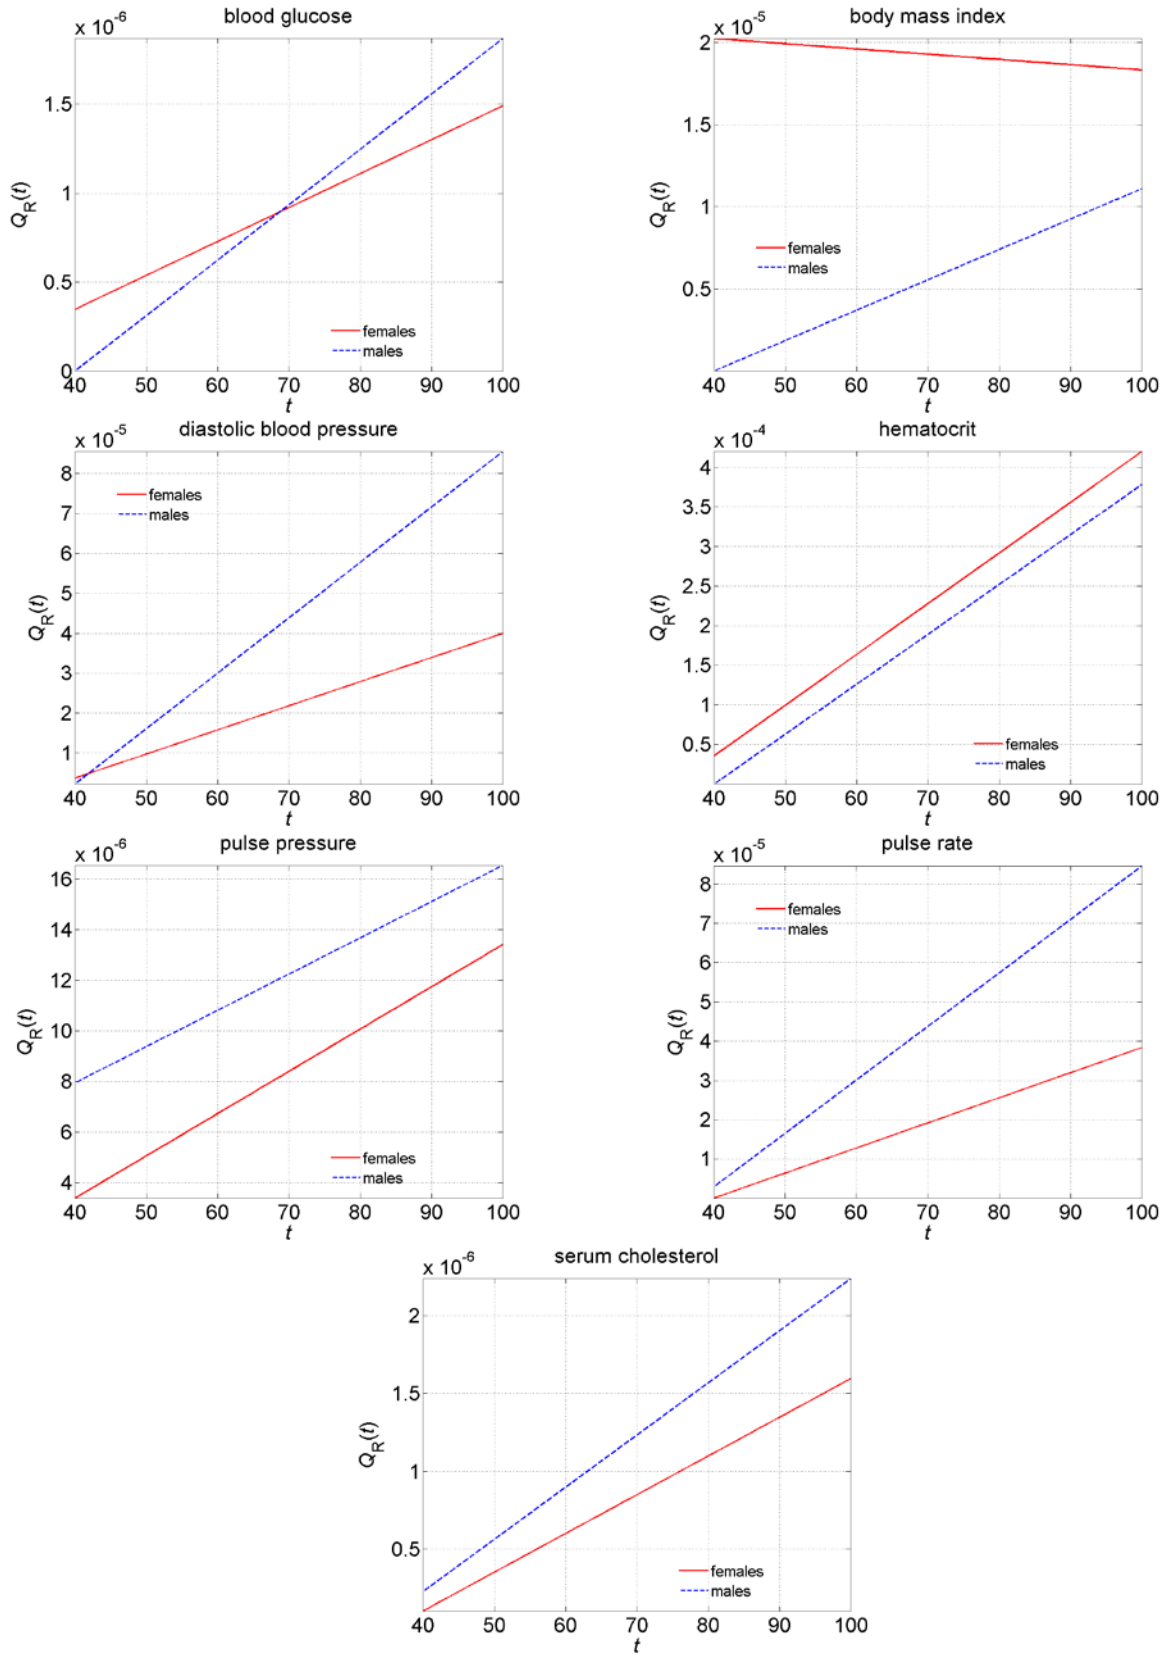 blood glucose
x 10-6
1.5
1
0.5
0
QR(t)
females
males
40 50 60 70 80 90 100
t
body mass index
x 10-5
2
1.5
1
0.5
QR(t)
females
males
40 50 60 70 80 90 100
t
diastolic blood pressure
x 10-5
8
7
6
5
4
3
2
1
QR(t)
females
males
40 50 60 70 80 90 100
t
hematocrit
x 10-4
4
3.5
3
2.5
2
1.5
1
0.5
QR(t)
females
males
40 50 60 70 80 90 100
t
pulse pressure
x 10-6
16
14
12
10
8
6
4
QR(t)
females
males
40 50 60 70 80 90 100
t
pulse rate
x 10-5
8
7
6
5
4
3
2
1
QR(t)
females
males
40 50 60 70 80 90 100
t
serum cholesterol
x 10-6
2
1.5
1
0.5
QR(t)
females
males
40 50 60 70 80 90 100
t